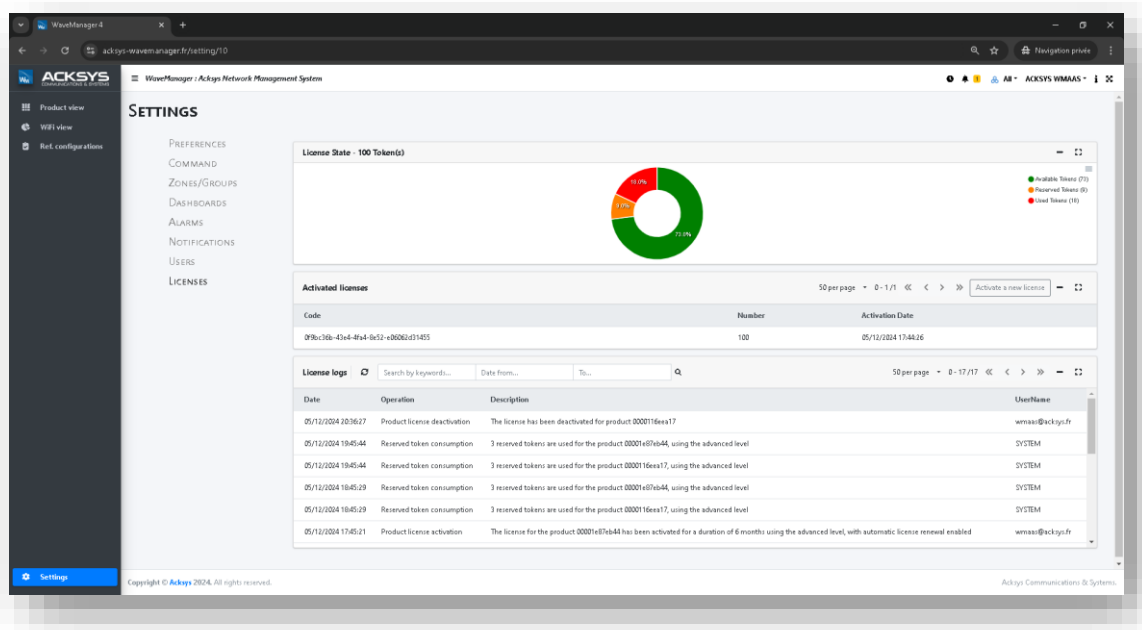 WaveManager 4
acksys-wavemanager.fr/setting/10
Navigation privée
ACKSYS
COMMUNICATIONS & SYSTEMS
WaveManager : Acksys Network Management System
All
ACKSYS WMAAS
Product view
WiFi view
Ref. configurations
Settings
SETTINGS
PREFERENCES
COMMAND
ZONES/GROUPS
DASHBOARDS
ALARMS
NOTIFICATIONS
USERS
LICENSES
License State - 100 Token(s)
73.0%
Available Tokens (73)
Reserved Tokens (9)
Used Tokens (18)
Activated licenses
50 per page 0 - 1 / 1
Activate a new license
Code Number Activation Date
0f9bc36b-43e4-4fa4-8e52-e06062d31455 100 05/12/2024 17:44:26
License logs
Search by keywords...
Date from...
To...
50 per page 0 - 17 / 17
Date Operation Description UserName
05/12/2024 20:36:27 Product license deactivation The license has been deactivated for product 0000116eea17 wmaas@acksys.fr
05/12/2024 19:45:44 Reserved token consumption 3 reserved tokens are used for the product 00001e87eb44, using the advanced level SYSTEM
05/12/2024 19:45:44 Reserved token consumption 3 reserved tokens are used for the product 0000116eea17, using the advanced level SYSTEM
05/12/2024 18:45:29 Reserved token consumption 3 reserved tokens are used for the product 00001e87eb44, using the advanced level SYSTEM
05/12/2024 18:45:29 Reserved token consumption 3 reserved tokens are used for the product 0000116eea17, using the advanced level SYSTEM
05/12/2024 17:45:21 Product license activation The license for the product 00001e87eb44 has been activated for a duration of 6 months using the advanced level, with automatic license renewal enabled wmaas@acksys.fr
Copyright © Acksys 2024. All rights reserved.
Acksys Communications & Systems.